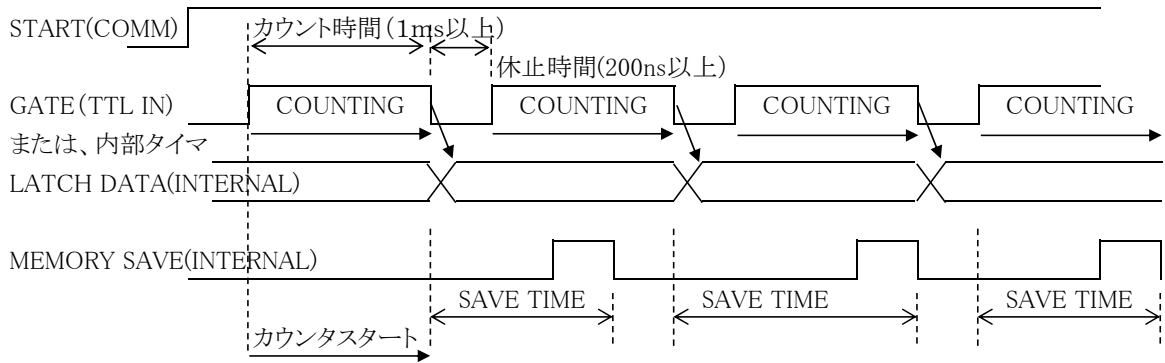 START(COMM)
カウント時間(1ms以上)
休止時間(200ns以上)
GATE(TTL IN)
または、内部タイマ
COUNTING COUNTING COUNTING COUNTING
LATCH DATA(INTERNAL)
MEMORY SAVE(INTERNAL)
SAVE TIME SAVE TIME SAVE TIME
カウンタスタート